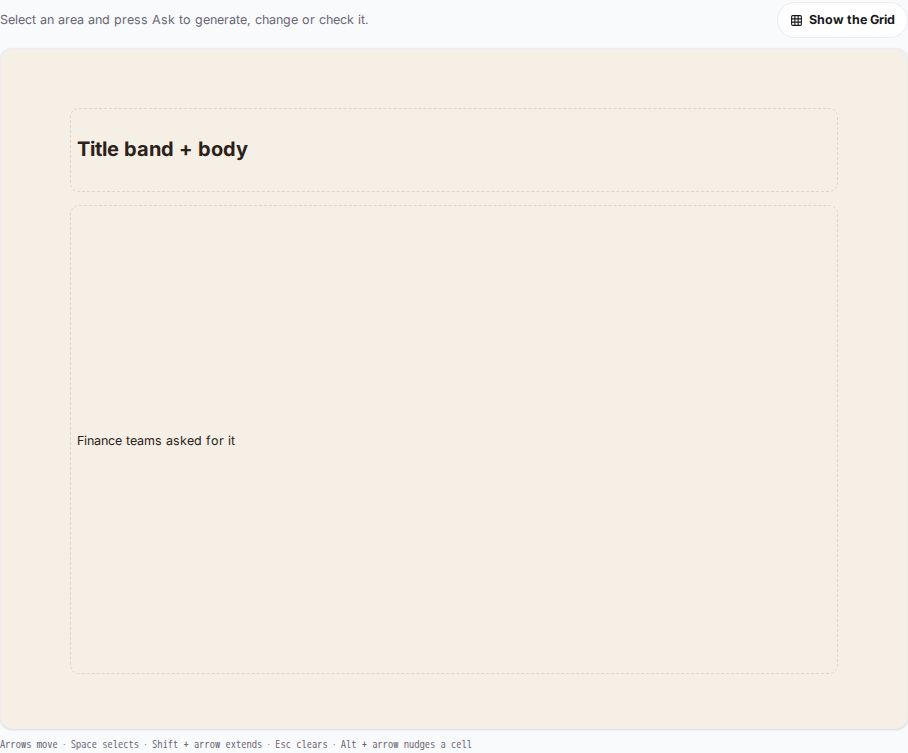 Select an area and press Ask to generate, change or check it.
Show the Grid
Title band + body
Finance teams asked for it
Arrows move · Space selects · Shift + arrow extends · Esc clears · Alt + arrow nudges a cell